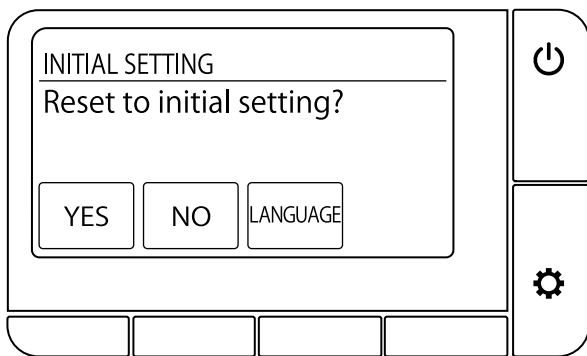 INITIAL SETTING
Reset to initial setting?
YES NO LANGUAGE